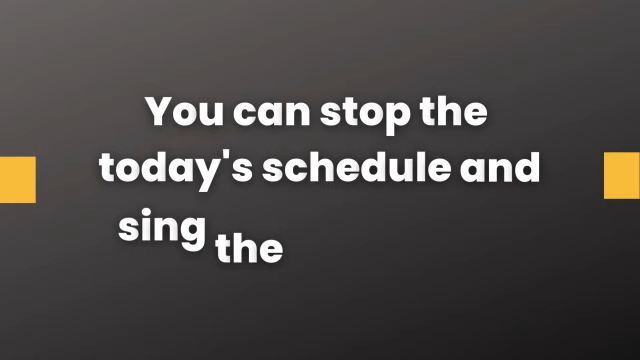 You can stop the
today's schedule and
sing the